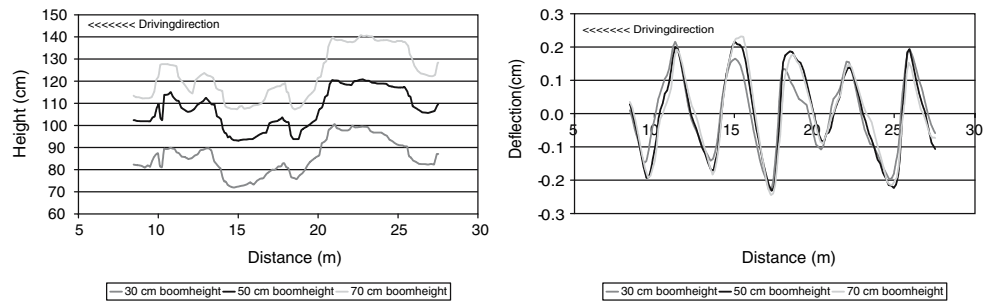 150
140
130
120
110
100
90
80
70
60
Height (cm)
<<<<<<< Drivingdirection
5
10
15
20
25
30
Distance (m)
30 cm boomheight
50 cm boomheight
70 cm boomheight
0.3
0.2
0.1
0.0
-0.1
-0.2
-0.3
Deflection(cm)
<<<<<<< Drivingdirection
5
10
15
20
25
30
Distance (m)
30 cm boomheight
50 cm boomheight
70 cm boomheight